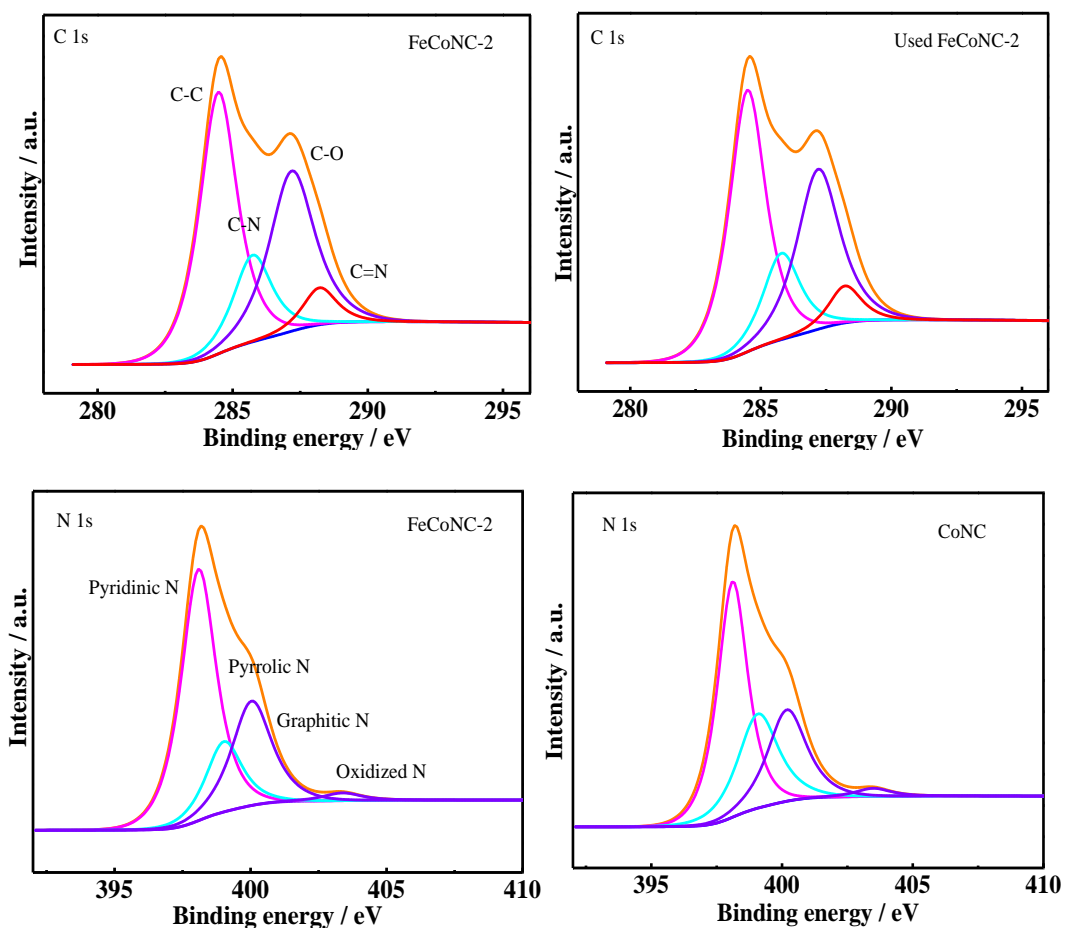 C 1s
FeCoNC-2
C-C
C-O
C-N
C=N
Intensity / a.u.
280 285 290 295
Binding energy / eV
C 1s
Used FeCoNC-2
Intensity / a.u.
280 285 290 295
Binding energy / eV
N 1s
FeCoNC-2
Pyridinic N
Pyrrolic N
Graphitic N
Oxidized N
Intensity / a.u.
395 400 405 410
Binding energy / eV
N 1s
CoNC
Intensity / a.u.
395 400 405 410
Binding energy / eV